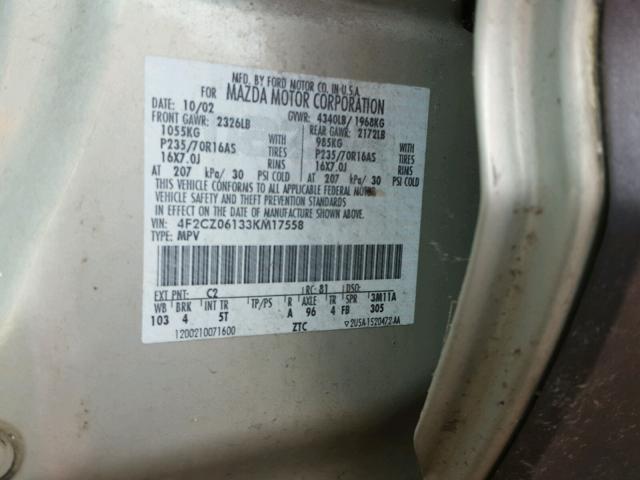 MFD. BY FORD MOTOR CO. IN U.S.A.
FOR MAZDA MOTOR CORPORATION
DATE: 10/02 GVWR: 4340LB/ 1968KG
FRONT GAWR: 2326LB REAR GAWR: 2172LB
1055KG WITH 985KG WITH
P235/70R16AS TIRES P235/70R16AS TIRES
16X7.0J RIMS 16X7.0J RIMS
AT 207 kPa/ 30 PSI COLD AT 207 kPa/ 30 PSI COLD
THIS VEHICLE CONFORMS TO ALL APPLICABLE FEDERAL MOTOR
VEHICLE SAFETY AND THEFT PREVENTION STANDARDS
IN EFFECT ON THE DATE OF MANUFACTURE SHOWN ABOVE.
VIN: 4F2CZ06133KM17558
TYPE: MPV
EXT PNT: C2 RC: 81 DSO:
WB BRK INT TR TP/PS R AXLE TR SPR 3M11A
103 4 5T A 96 4 FB 305
1200210071600 ZTC ▽2U5A-1520472-AA